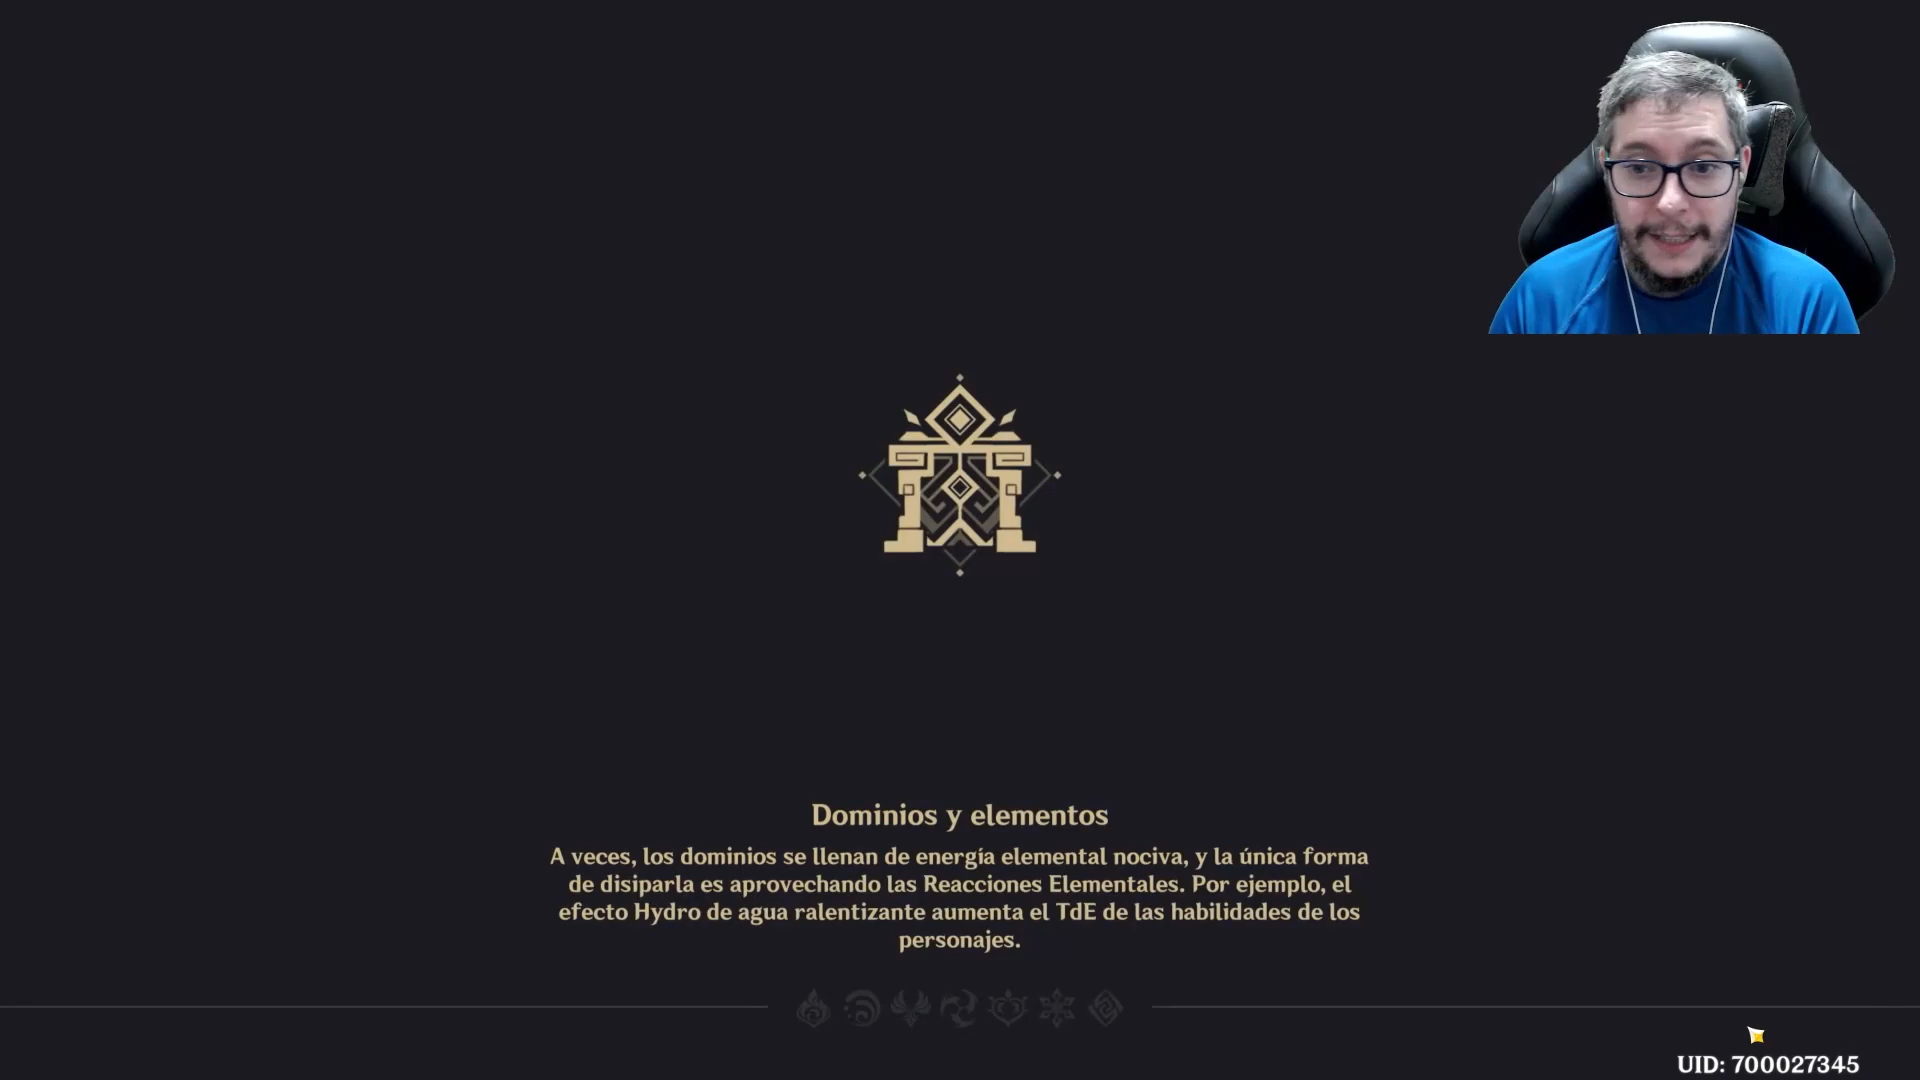 Dominios y elementos
A veces, los dominios se llenan de energía elemental nociva, y la única forma
de disiparla es aprovechando las Reacciones Elementales. Por ejemplo, el
efecto Hydro de agua ralentizante aumenta el TdE de las habilidades de los
personajes.
UID: 700027345